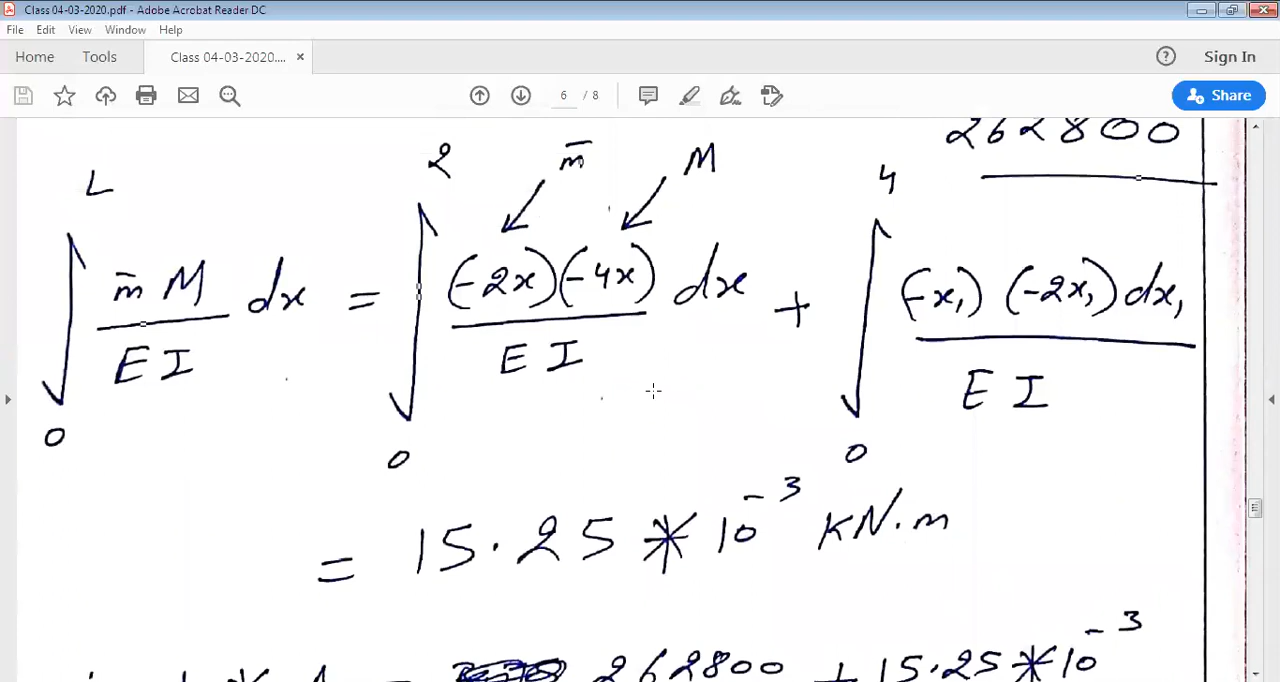 Class 04-03-2020.pdf - Adobe Acrobat Reader DC
File Edit View Window Help
Home Tools Class 04-03-2020.... × ? Sign In
6 / 8 Share
262800
L 2 m̄ M 4
∫ m̄ M dx = ∫ (-2x)(-4x) dx + ∫ (-x₁) (-2x₁) dx₁
EI EI EI
0 0 0
= 15.25 * 10⁻³ KN.m
262800 + 15.25 * 10⁻³